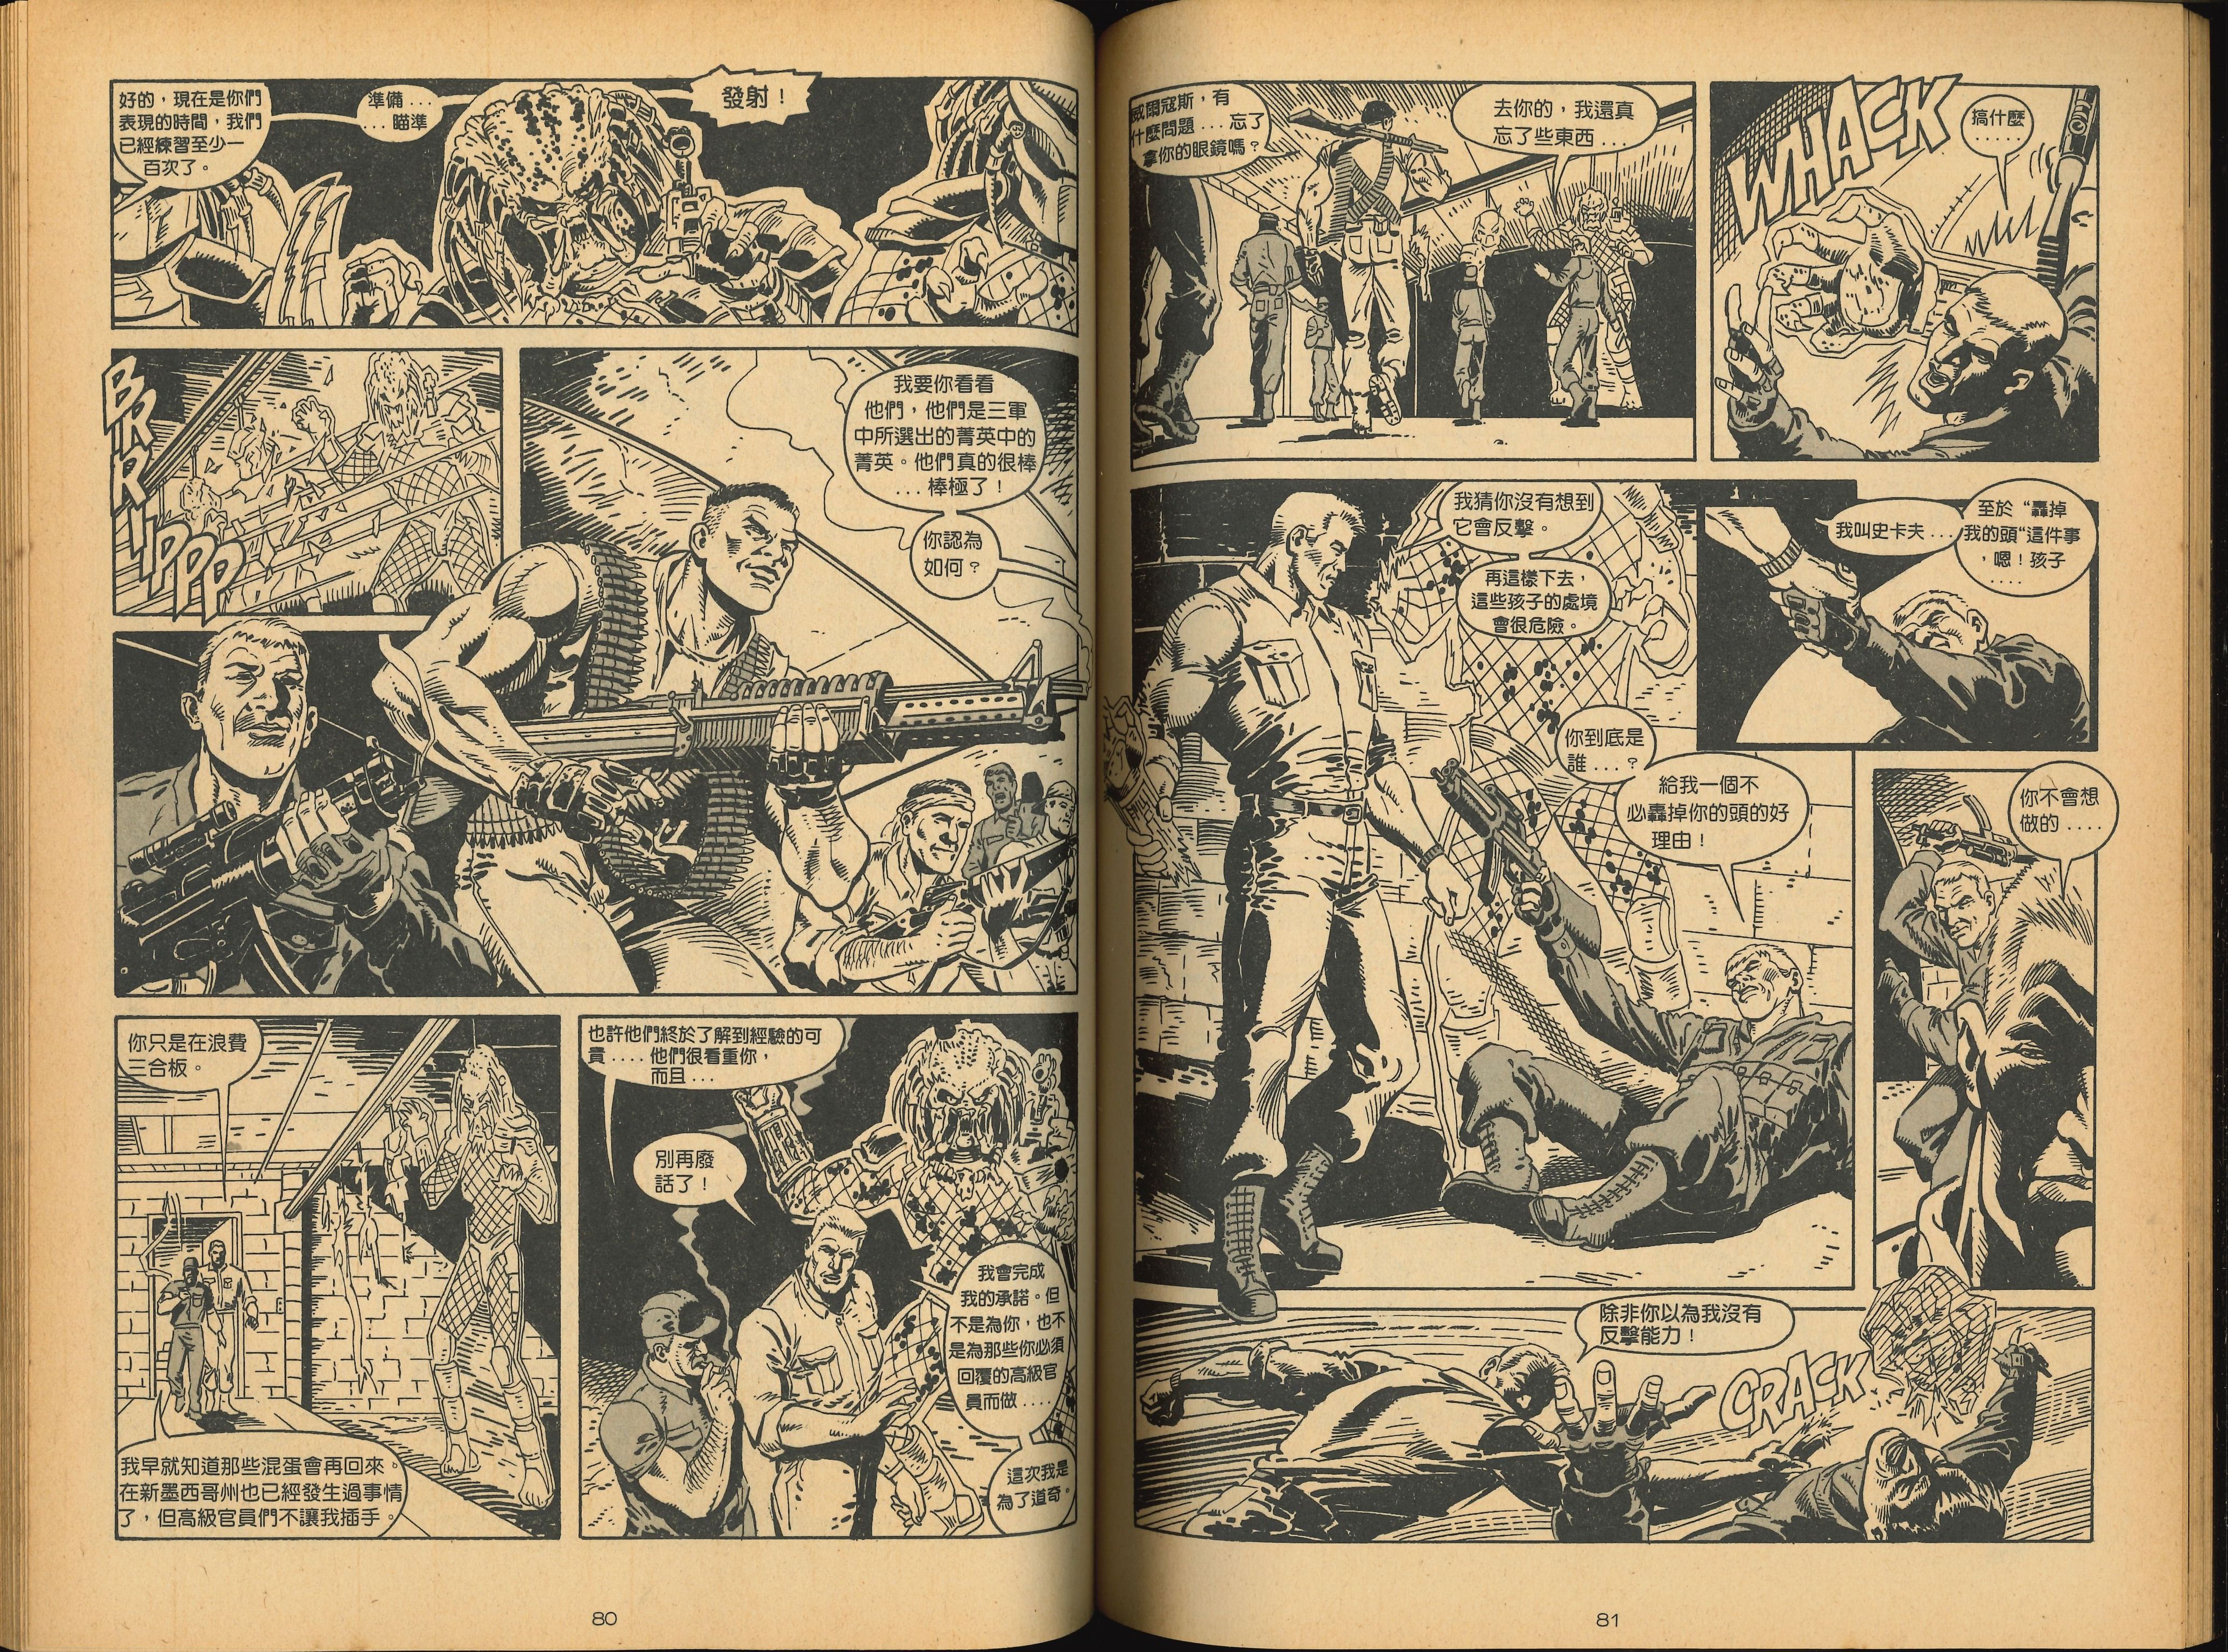 好的，現在是你們
表現的時間，我們
已經練習至少一
百次了。
準備...
...瞄準
發射！
BRRRIIPPPP
我要你看看
他們，他們是三軍
中所選出的菁英中的
菁英。他們真的很棒
...棒極了！
你認為
如何？
你只是在浪費
三合板。
我早就知道那些混蛋會再回來。
在新墨西哥州也已經發生過事情
了，但高級官員們不讓我插手。
也許他們終於了解到經驗的可
貴....他們很看重你，
而且...
別再廢
話了！
我會完成
我的承諾。但
不是為你，也不
是為那些你必須
回覆的高級官
員而做....
這次我是
為了道奇。
80
威爾寇斯，有
什麼問題...忘了
拿你的眼鏡嗎？
去你的，我還真
忘了些東西...
WHACK
搞什麼
.....
我猜你沒有想到
它會反擊。
再這樣下去，
這些孩子的處境
會很危險。
你到底是
誰...？
給我一個不
必轟掉你的頭的好
理由！
我叫史卡夫...
至於“轟掉
我的頭“這件事
，嗯！孩子
....
你不會想
做的....
除非你以為我沒有
反擊能力！
CRACK
81